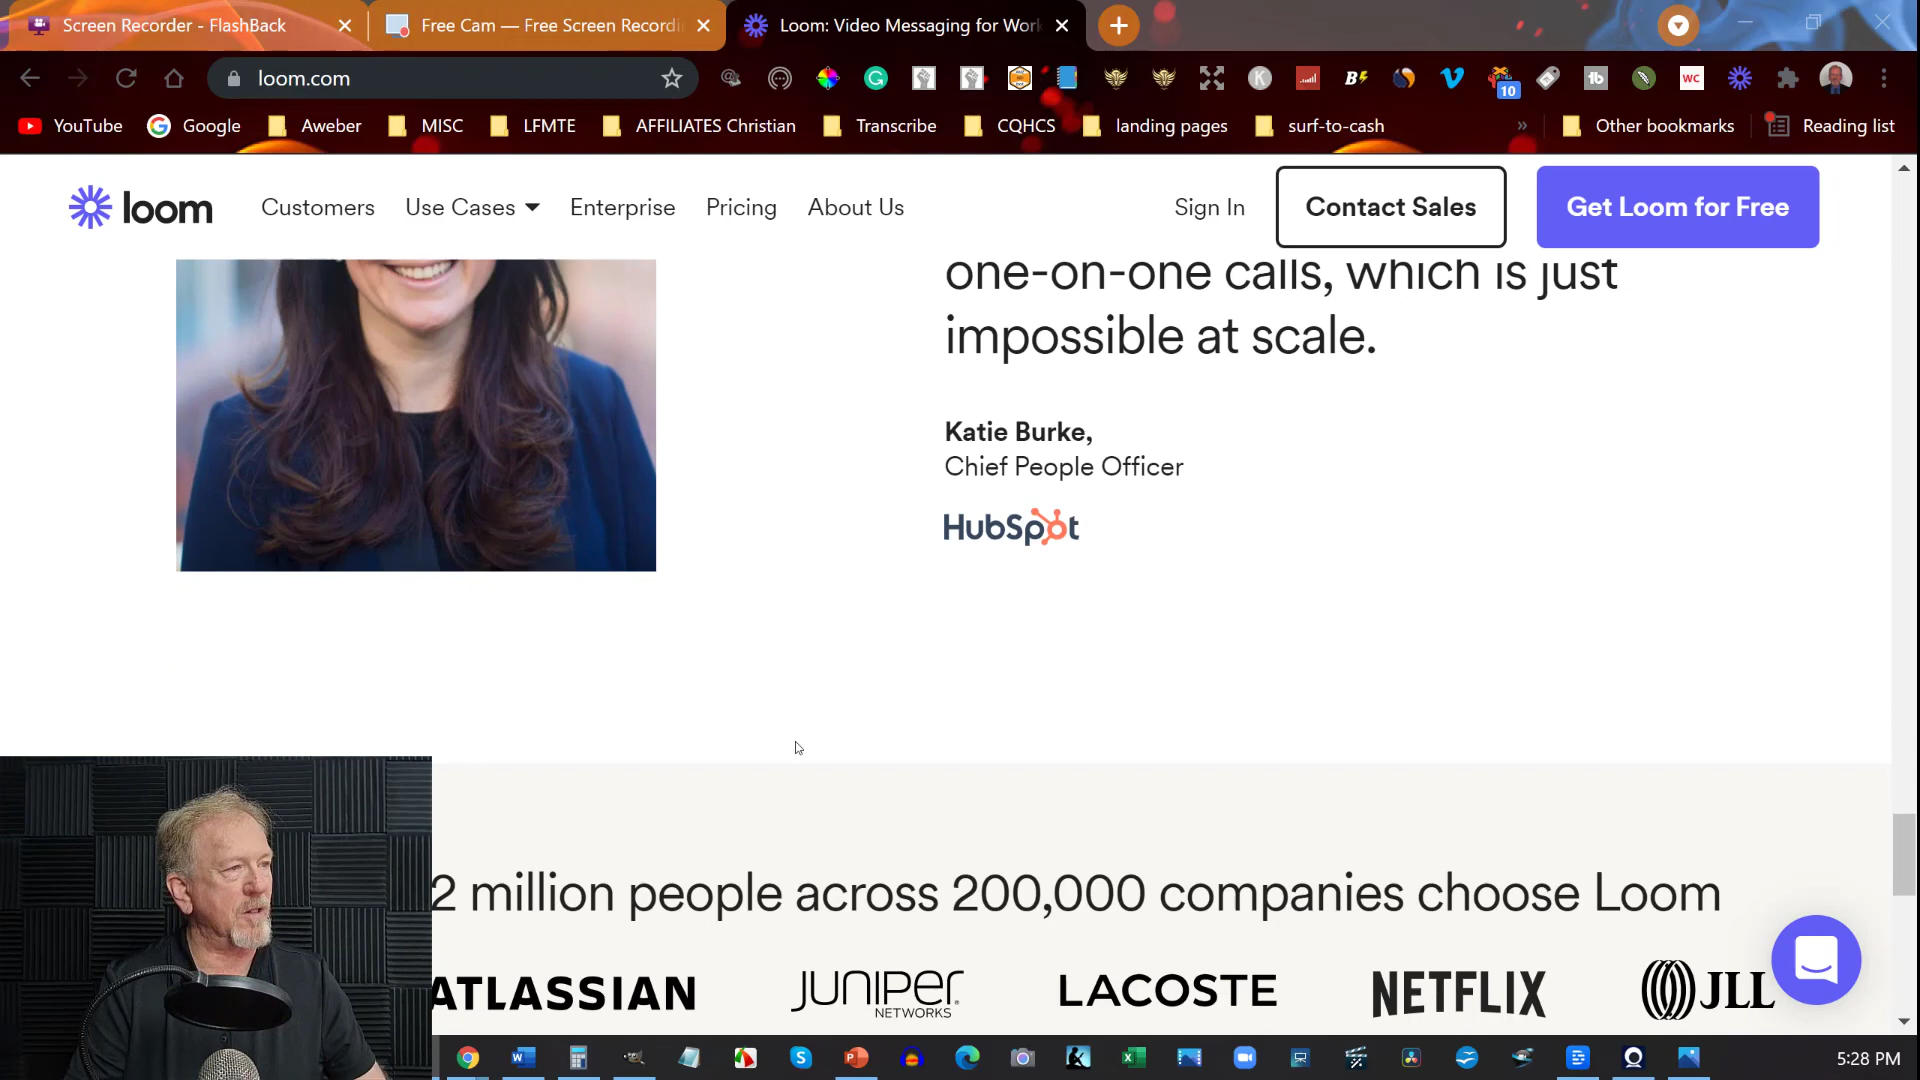 Screen Recorder - FlashBack
Free Cam — Free Screen Recordi
Loom: Video Messaging for Wor
loom.com
10
WC
YouTube
Google
Aweber
MISC
LFMTE
AFFILIATES Christian
Transcribe
CQHCS
landing pages
surf-to-cash
»
Other bookmarks
Reading list
loom
Customers
Use Cases
Enterprise
Pricing
About Us
Sign In
Contact Sales
Get Loom for Free
one-on-one calls, which is just
impossible at scale.
Katie Burke,
Chief People Officer
HubSpot
2 million people across 200,000 companies choose Loom
ATLASSIAN
JUNIPER
NETWORKS
LACOSTE
NETFLIX
JLL
5:28 PM